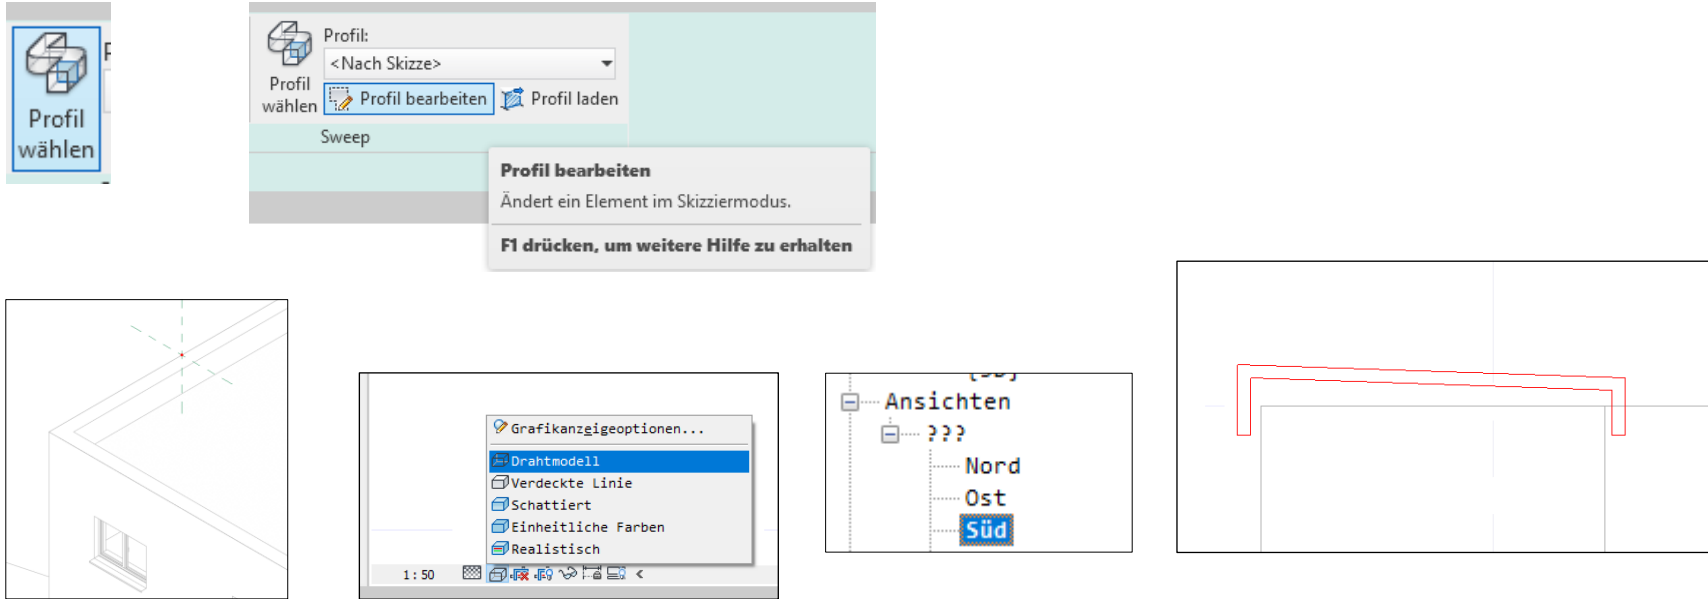 Profil
wählen
Profil:
<Nach Skizze>
Profil
wählen
Profil bearbeiten
Profil laden
Sweep
Profil bearbeiten
Ändert ein Element im Skizziermodus.
F1 drücken, um weitere Hilfe zu erhalten
Grafikanzeigeoptionen...
Drahtmodell
Verdeckte Linie
Schattiert
Einheitliche Farben
Realistisch
1:50
Ansichten
???
Nord
Ost
Süd